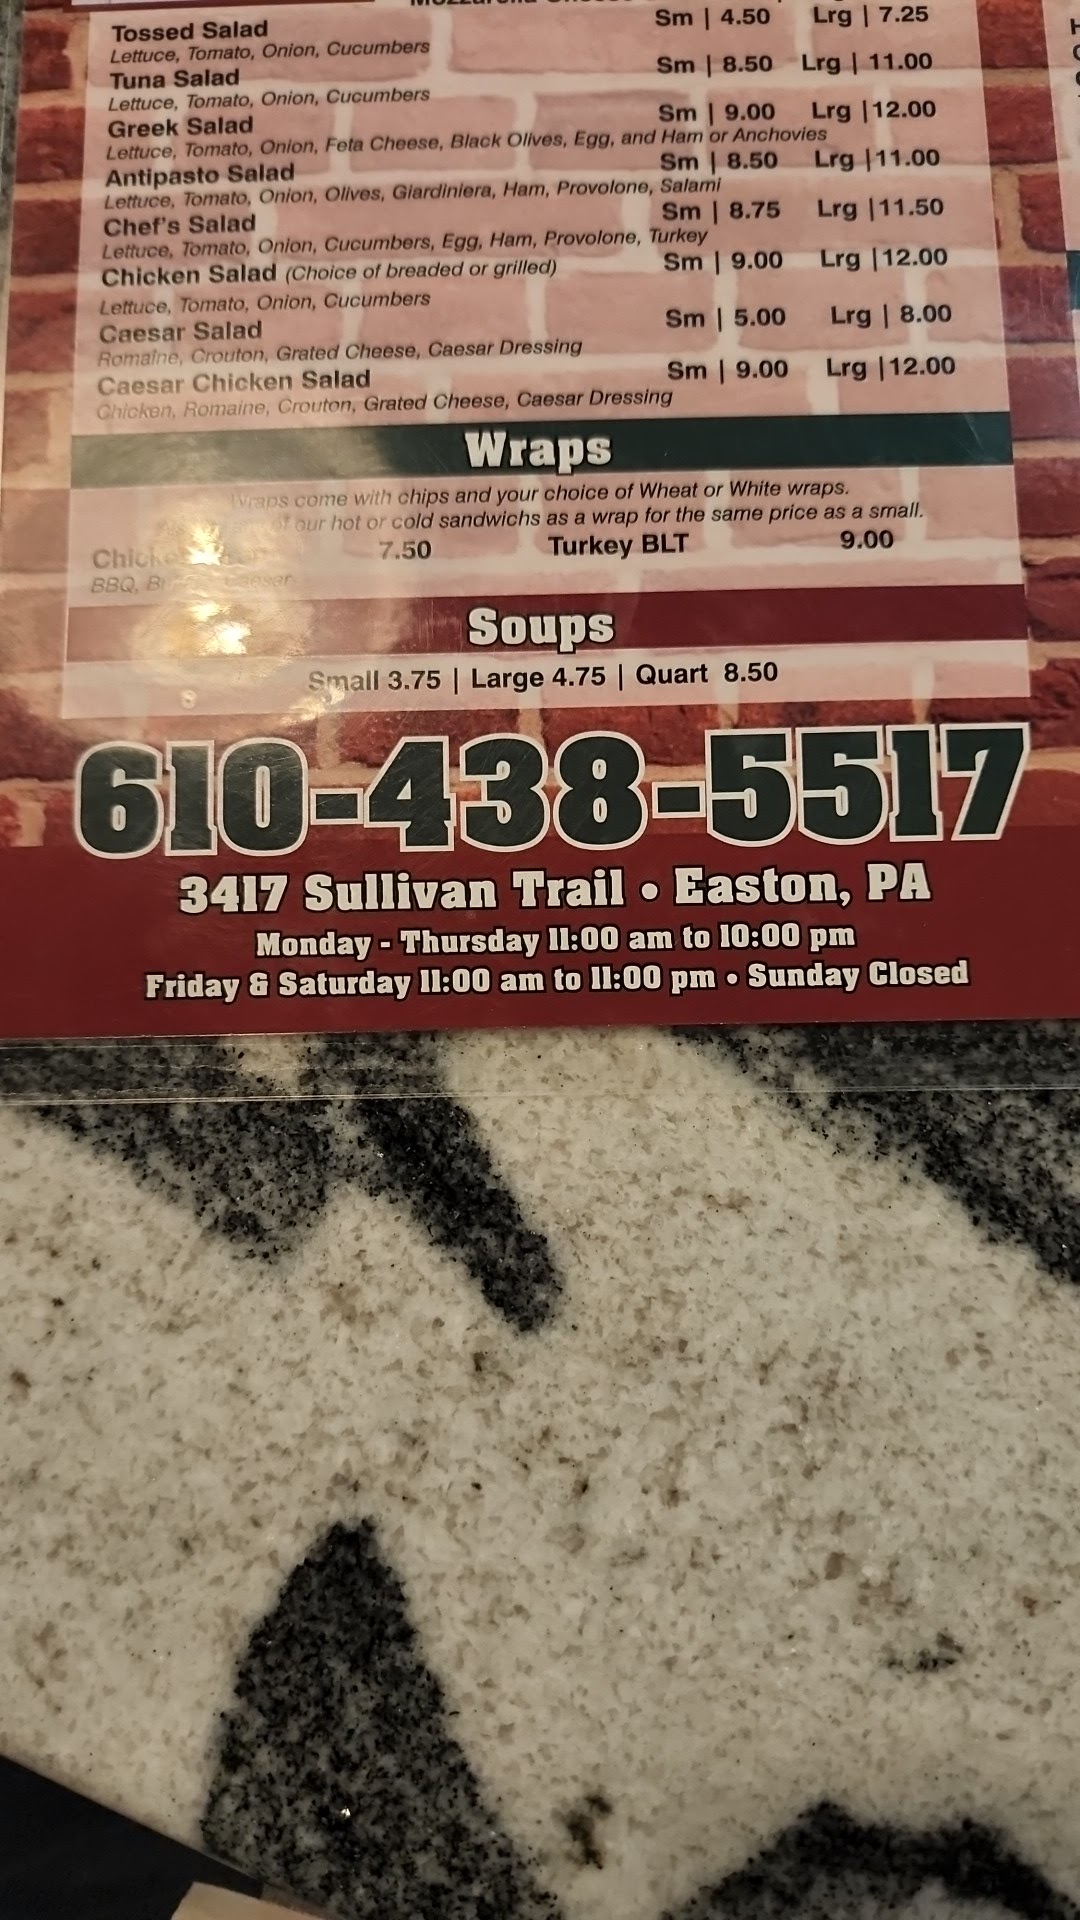 Tossed Salad Sm | 4.50 Lrg | 7.25
Lettuce, Tomato, Onion, Cucumbers
Tuna Salad Sm | 8.50 Lrg | 11.00
Lettuce, Tomato, Onion, Cucumbers
Greek Salad Sm | 9.00 Lrg |12.00
Lettuce, Tomato, Onion, Feta Cheese, Black Olives, Egg, and Ham or Anchovies
Antipasto Salad Sm | 8.50 Lrg |11.00
Lettuce, Tomato, Onion, Olives, Giardiniera, Ham, Provolone, Salami
Chef's Salad Sm | 8.75 Lrg |11.50
Lettuce, Tomato, Onion, Cucumbers, Egg, Ham, Provolone, Turkey
Chicken Salad (Choice of breaded or grilled) Sm | 9.00 Lrg |12.00
Lettuce, Tomato, Onion, Cucumbers
Caesar Salad Sm | 5.00 Lrg | 8.00
Romaine, Crouton, Grated Cheese, Caesar Dressing
Caesar Chicken Salad Sm | 9.00 Lrg |12.00
Chicken, Romaine, Crouton, Grated Cheese, Caesar Dressing
Wraps
Wraps come with chips and your choice of Wheat or White wraps.
of our hot or cold sandwichs as a wrap for the same price as a small.
7.50 Turkey BLT 9.00
BBQ, Caesar
Soups
Small 3.75 | Large 4.75 | Quart 8.50
610-438-5517
3417 Sullivan Trail • Easton, PA
Monday - Thursday 11:00 am to 10:00 pm
Friday & Saturday 11:00 am to 11:00 pm • Sunday Closed